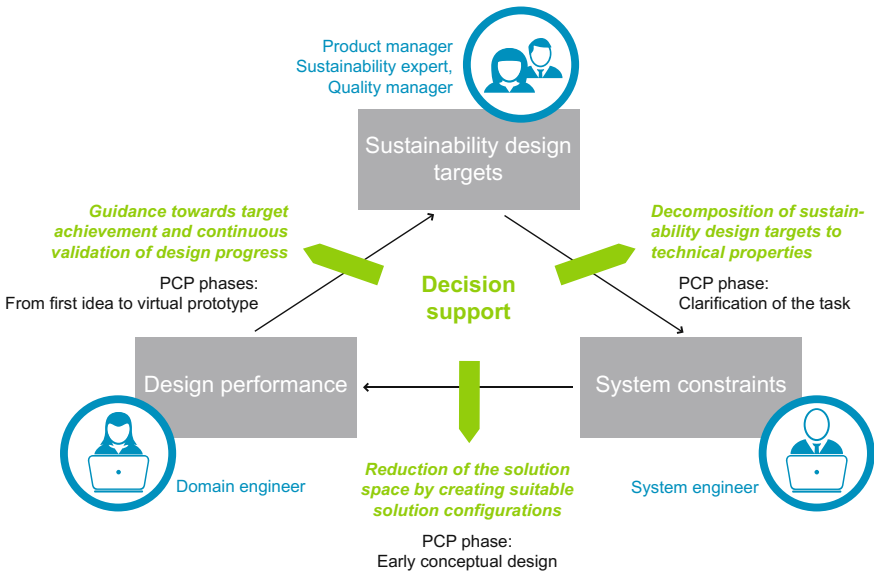 Product manager
Sustainability expert,
Quality manager
Sustainability design
targets
Guidance towards target
achievement and continuous
validation of design progress
PCP phases:
From first idea to virtual prototype
Decomposition of sustain-
ability design targets to
technical properties
PCP phase:
Clarification of the task
Decision
support
Design performance
System constraints
Domain engineer
System engineer
Reduction of the solution
space by creating suitable
solution configurations
PCP phase:
Early conceptual design